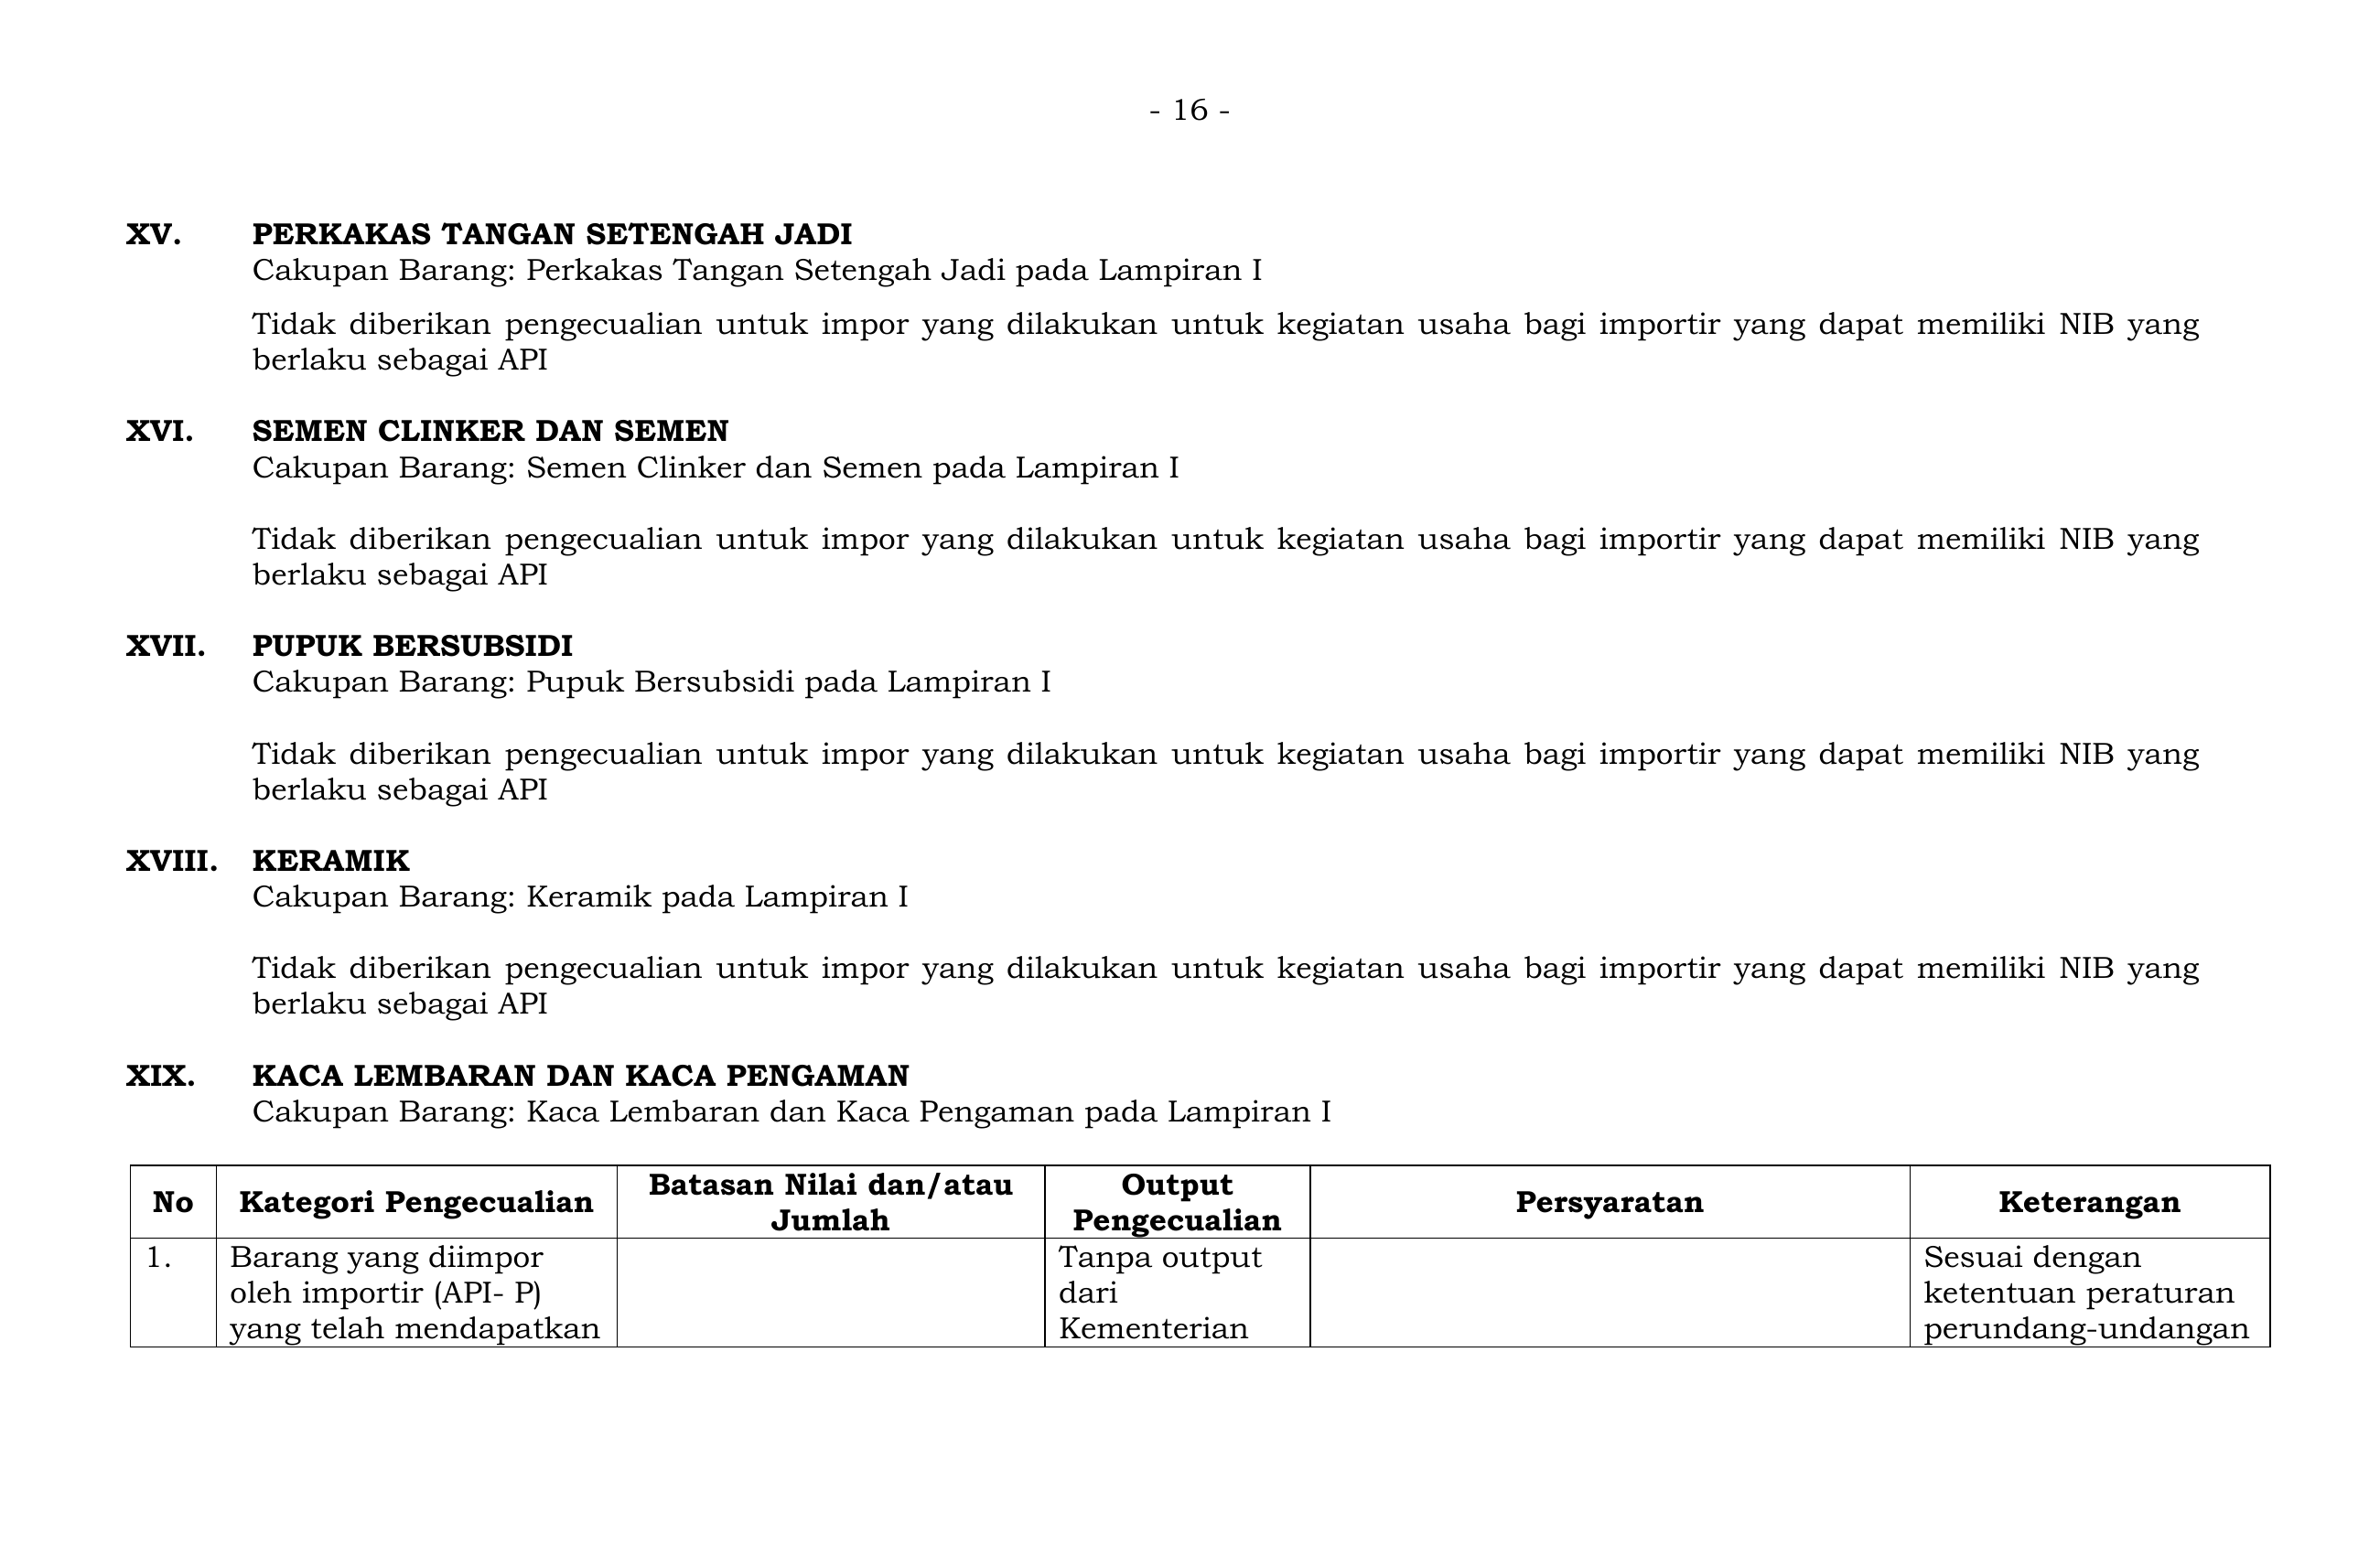 - 16 -
XV. PERKAKAS TANGAN SETENGAH JADI
Cakupan Barang: Perkakas Tangan Setengah Jadi pada Lampiran I
Tidak diberikan pengecualian untuk impor yang dilakukan untuk kegiatan usaha bagi importir yang dapat memiliki NIB yang
berlaku sebagai API
XVI. SEMEN CLINKER DAN SEMEN
Cakupan Barang: Semen Clinker dan Semen pada Lampiran I
Tidak diberikan pengecualian untuk impor yang dilakukan untuk kegiatan usaha bagi importir yang dapat memiliki NIB yang
berlaku sebagai API
XVII. PUPUK BERSUBSIDI
Cakupan Barang: Pupuk Bersubsidi pada Lampiran I
Tidak diberikan pengecualian untuk impor yang dilakukan untuk kegiatan usaha bagi importir yang dapat memiliki NIB yang
berlaku sebagai API
XVIII. KERAMIK
Cakupan Barang: Keramik pada Lampiran I
Tidak diberikan pengecualian untuk impor yang dilakukan untuk kegiatan usaha bagi importir yang dapat memiliki NIB yang
berlaku sebagai API
XIX. KACA LEMBARAN DAN KACA PENGAMAN
Cakupan Barang: Kaca Lembaran dan Kaca Pengaman pada Lampiran I
No
Kategori Pengecualian
Batasan Nilai dan/atau
Jumlah
Output
Pengecualian
Persyaratan
Keterangan
1.
Barang yang diimpor
oleh importir (API- P)
yang telah mendapatkan
Tanpa output
dari
Kementerian
Sesuai dengan
ketentuan peraturan
perundang-undangan